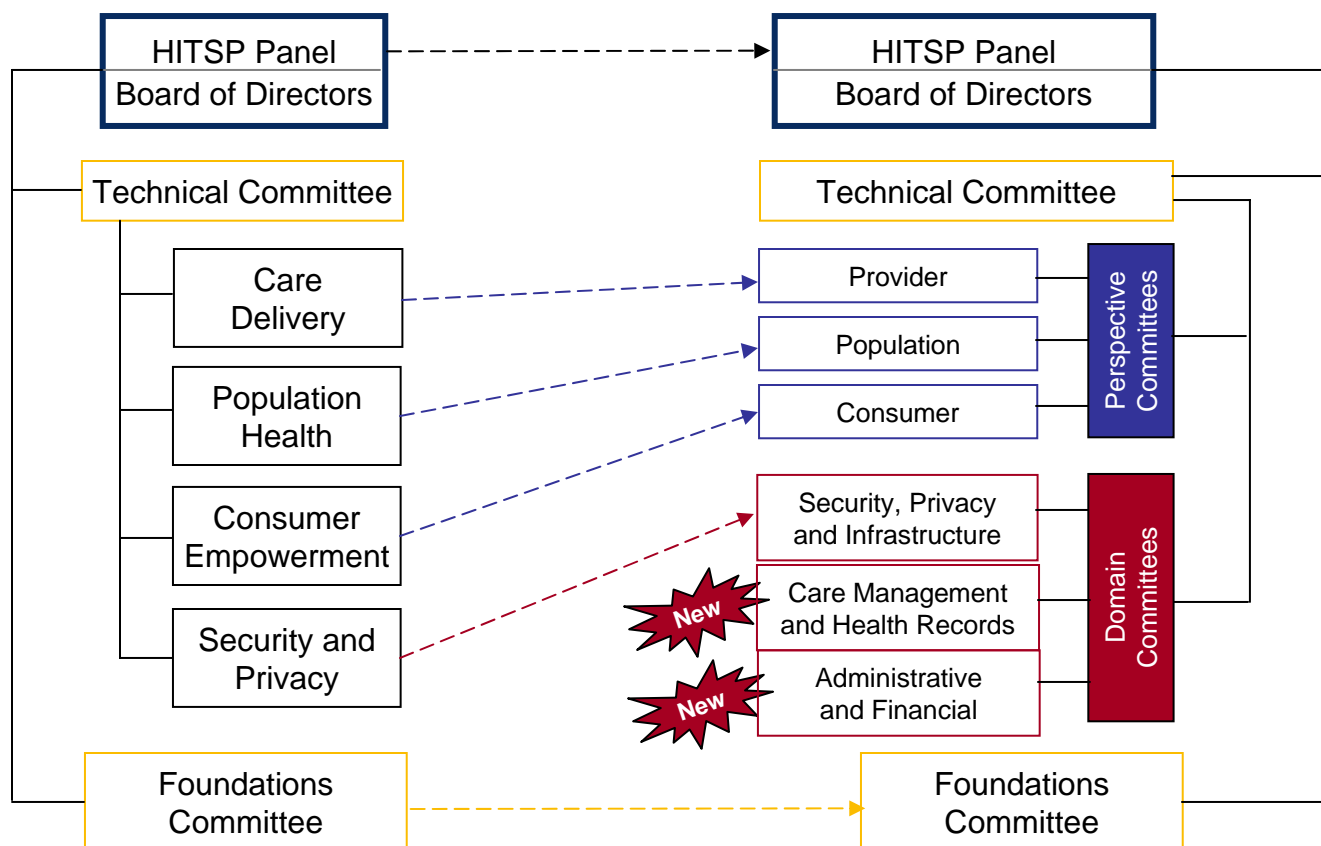 HITSP Panel
Board of Directors
HITSP Panel
Board of Directors
Technical Committee
Technical Committee
Care
Delivery
Population
Health
Consumer
Empowerment
Security and
Privacy
Provider
Population
Consumer
Perspective
Committees
Security, Privacy
and Infrastructure
New
Care Management
and Health Records
New
Administrative
and Financial
Domain
Committees
Foundations
Committee
Foundations
Committee